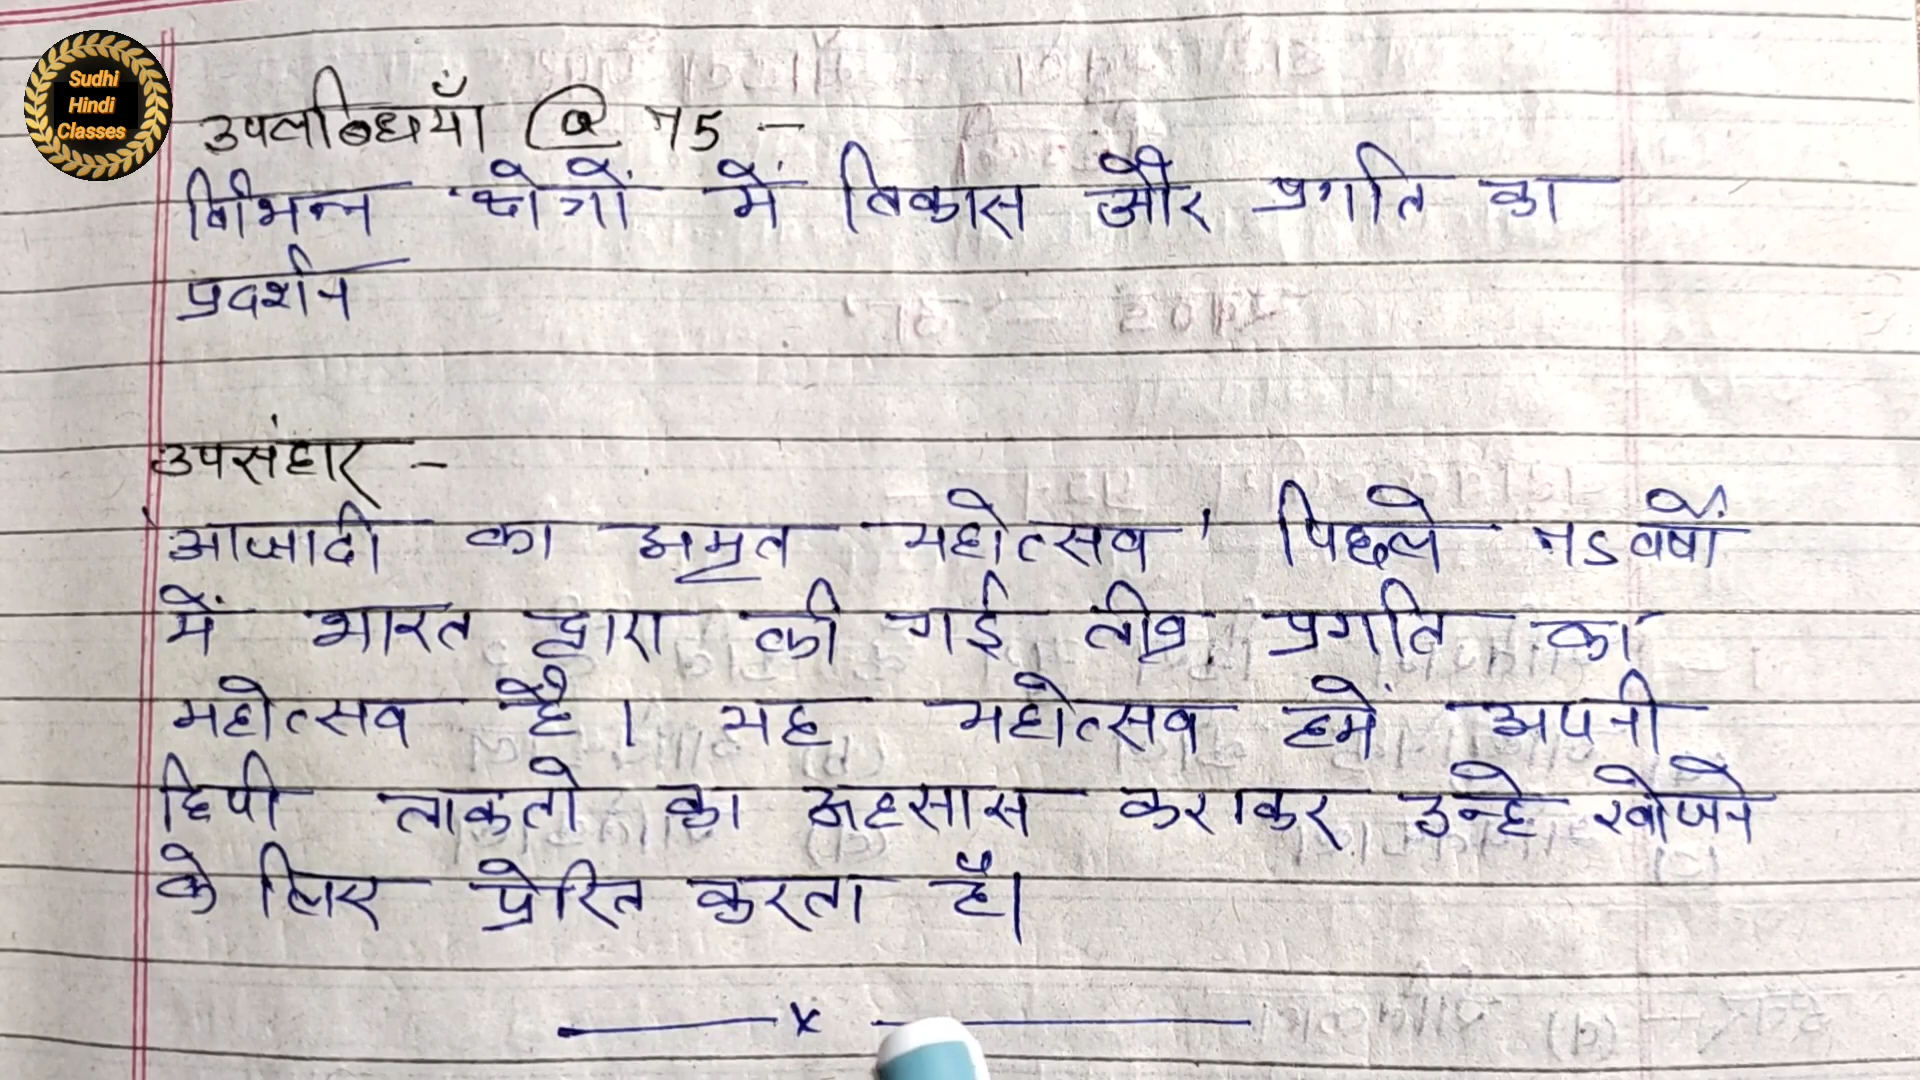 Sudhi
Hindi
Classes
उपलब्धियाँ @ 75 -
विभिन्न क्षेत्रों में विकास और प्रगति का
प्रदर्शन
उपसंहार -
'आजादी का अमृत महोत्सव' पिछले 75 वर्षों
में भारत द्वारा की गई तीव्र प्रगति का
महोत्सव है । यह महोत्सव हमें अपनी
छिपी ताकतो का अहसास कराकर उन्हे खोजने
के लिए प्रेरित करता है।
x